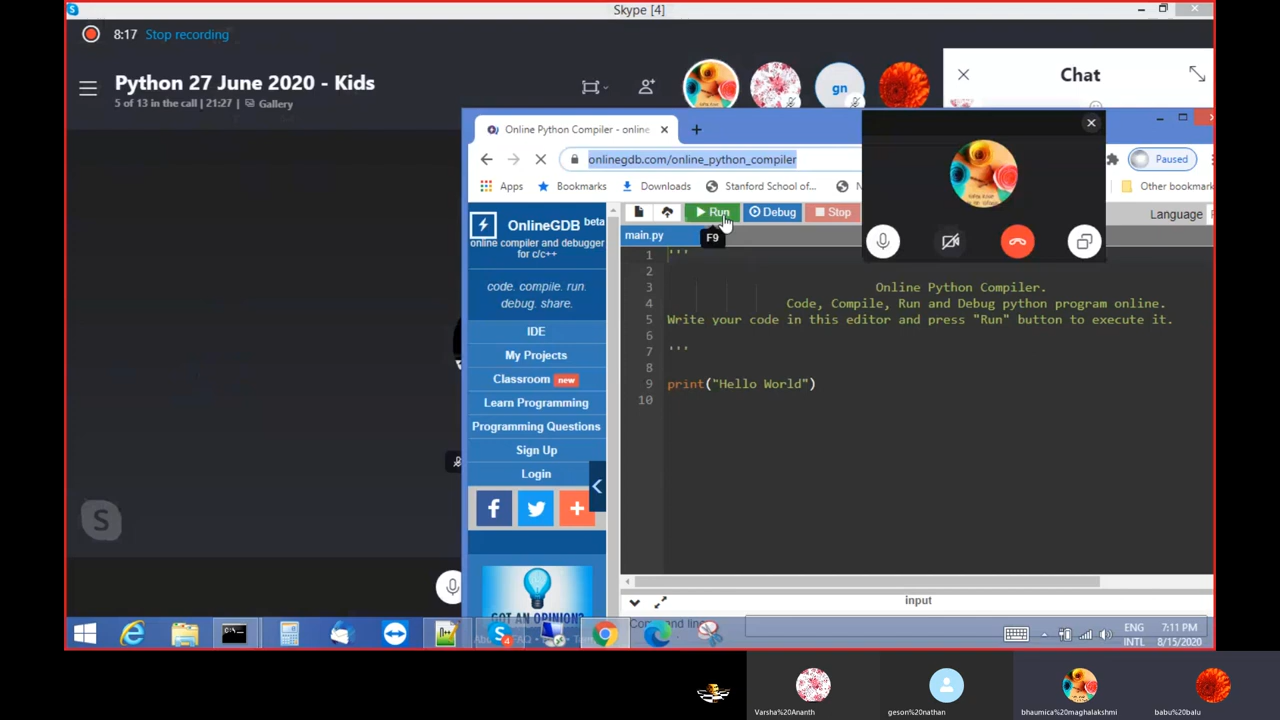 Skype [4]
8:17 Stop recording
Python 27 June 2020 - Kids
5 of 13 in the call | 21:27 | Gallery
gn
Chat
Online Python Compiler - online
onlinegdb.com/online_python_compiler
Paused
Apps Bookmarks Downloads Stanford School of... Other bookmarks
OnlineGDB beta
online compiler and debugger
for c/c++
code. compile. run.
debug. share.
IDE
My Projects
Classroom new
Learn Programming
Programming Questions
Sign Up
Login
GOT AN OPINION?
Run Debug Stop Language
F9
main.py
1 '''
2
3 Online Python Compiler.
4 Code, Compile, Run and Debug python program online.
5 Write your code in this editor and press "Run" button to execute it.
6
7 '''
8
9 print("Hello World")
10
input
ENG
INTL
7:11 PM
8/15/2020
Varsha%20Ananth
geson%20nathan
bhaumica%20maghalakshmi
babu%20balu